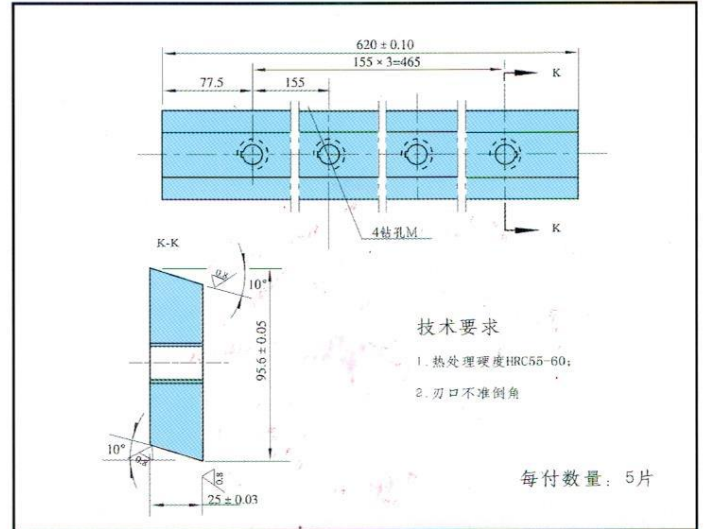 620 ± 0.10
155 × 3=465
K
77.5
155
K
4钻孔M
K-K
0.8
10°
95.6 ± 0.05
技术要求
1.热处理硬度HRC55-60;
2.刃口不准倒角
10°
0.8
0.8
25 ± 0.03
每付数量: 5片